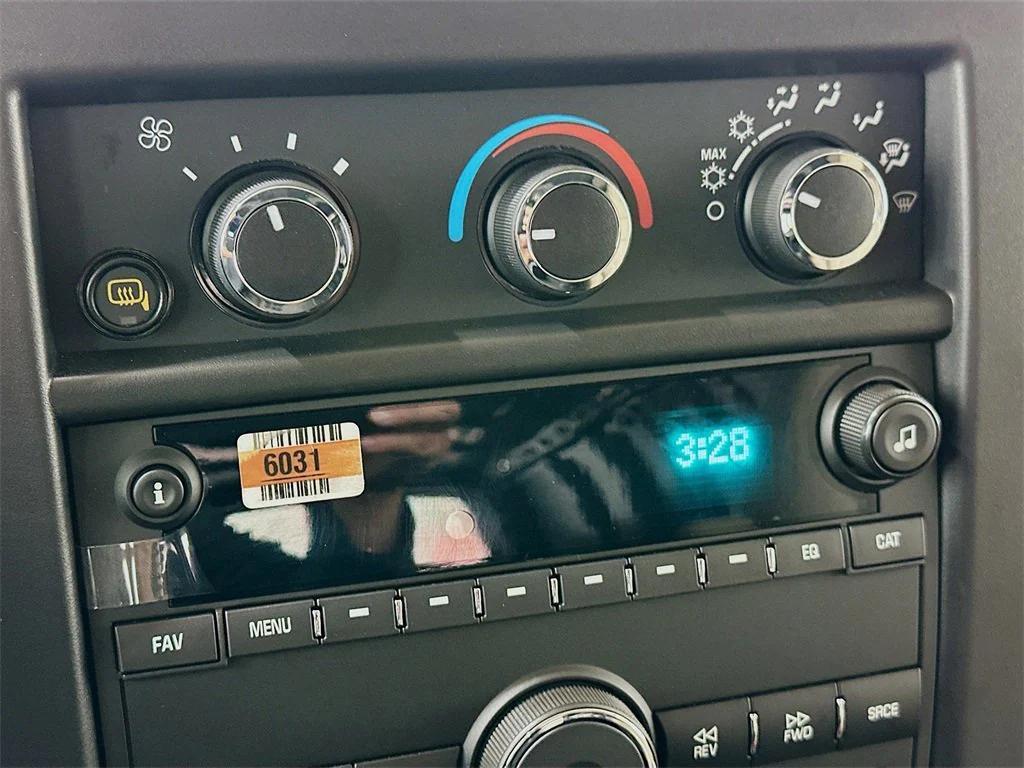 MAX
6031
3:28
i
EQ
CAT
FAV
MENU
REV
FWD
SRCE